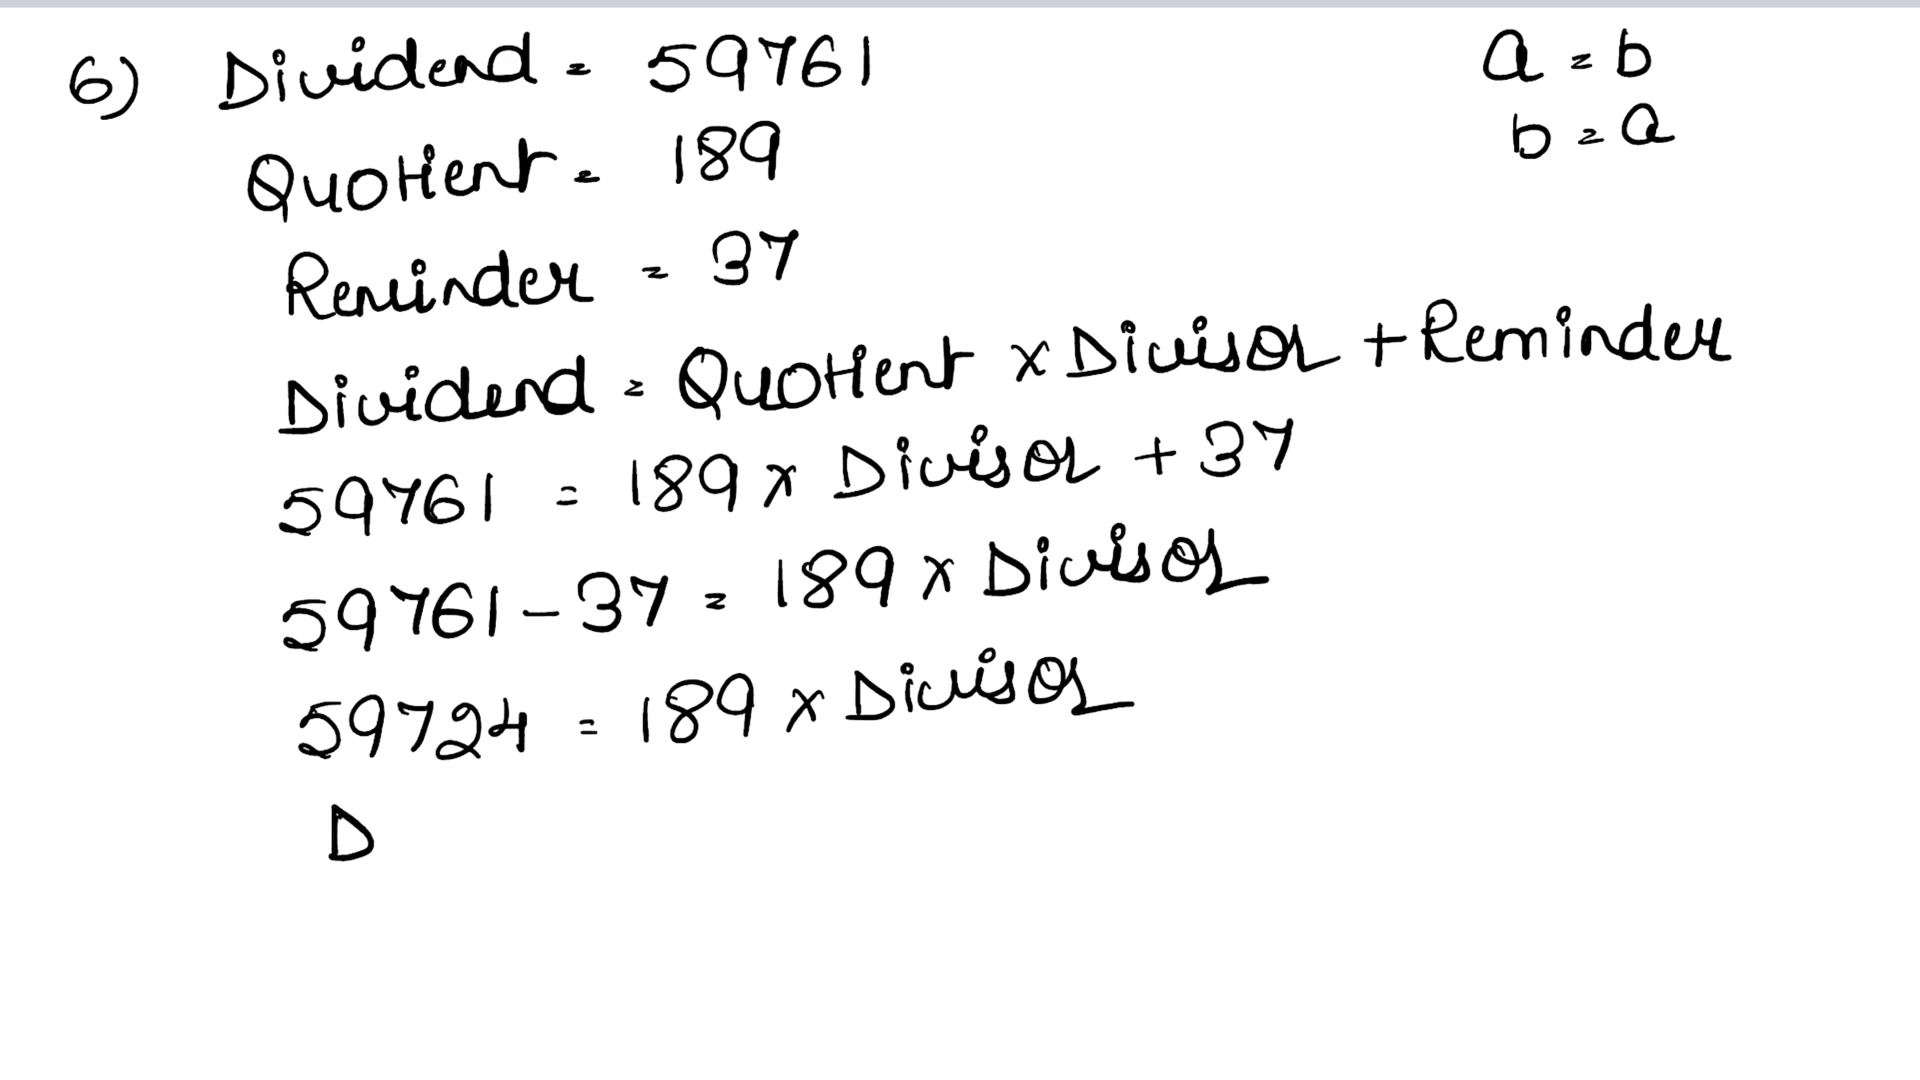 6) Dividend = 59761
Quotient = 189
Reminder = 37
Dividend = Quotient x Divisor + Reminder
59761 = 189 x Divisor + 37
59761 - 37 = 189 x Divisor
59724 = 189 x Divisor
D
a = b
b = a